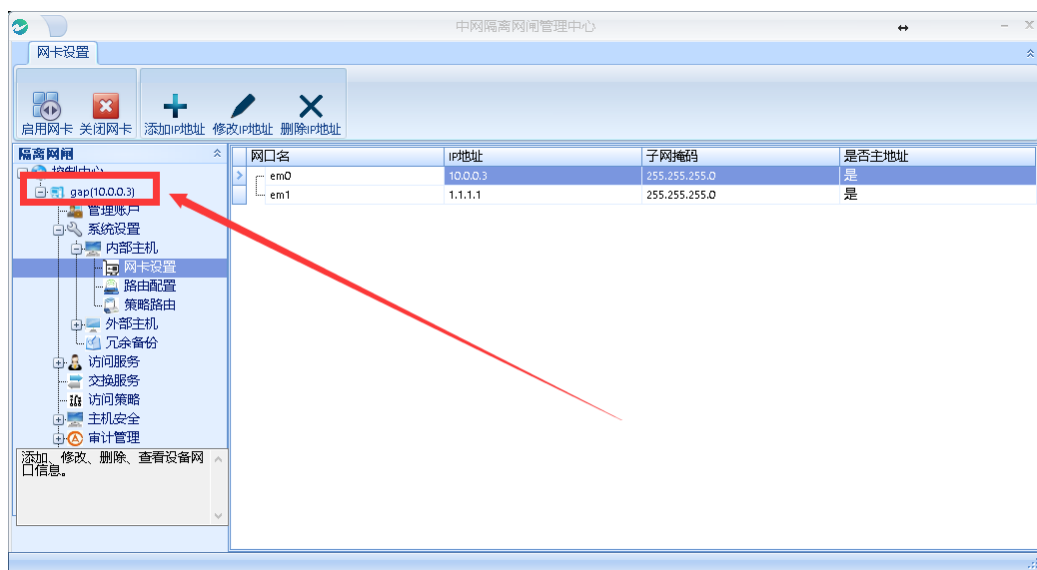 中网隔离网闸管理中心
网卡设置
启用网卡 关闭网卡 添加IP地址 修改IP地址 删除IP地址
隔离网闸
网口名 IP地址 子网掩码 是否主地址
em0 10.0.0.3 255.255.255.0 是
em1 1.1.1.1 255.255.255.0 是
控制中心
gap(10.0.0.3)
管理账户
系统设置
内部主机
网卡设置
路由配置
策略路由
外部主机
冗余备份
访问服务
交换服务
访问策略
主机安全
审计管理
添加、修改、删除、查看设备网
口信息。